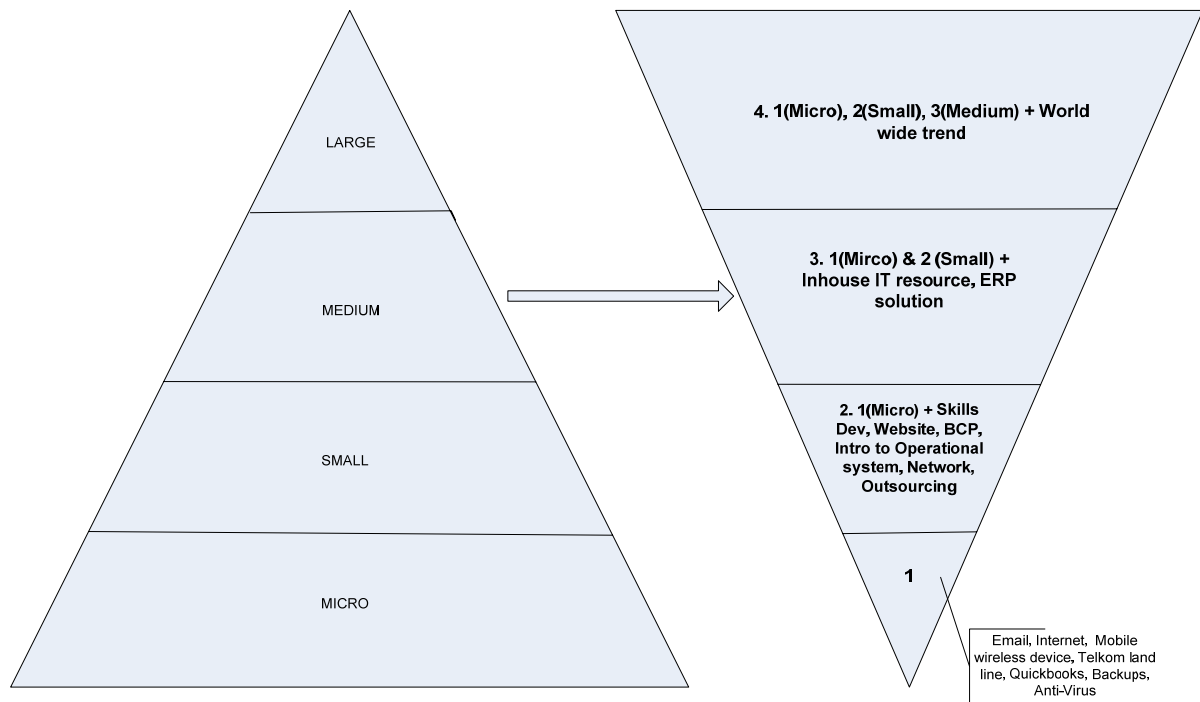 LARGE
MEDIUM
SMALL
MICRO
4. 1(Micro), 2(Small), 3(Medium) + World
wide trend
3. 1(Mirco) & 2 (Small) +
Inhouse IT resource, ERP
solution
2. 1(Micro) + Skills
Dev, Website, BCP,
Intro to Operational
system, Network,
Outsourcing
1
Email, Internet, Mobile
wireless device, Telkom land
line, Quickbooks, Backups,
Anti-Virus